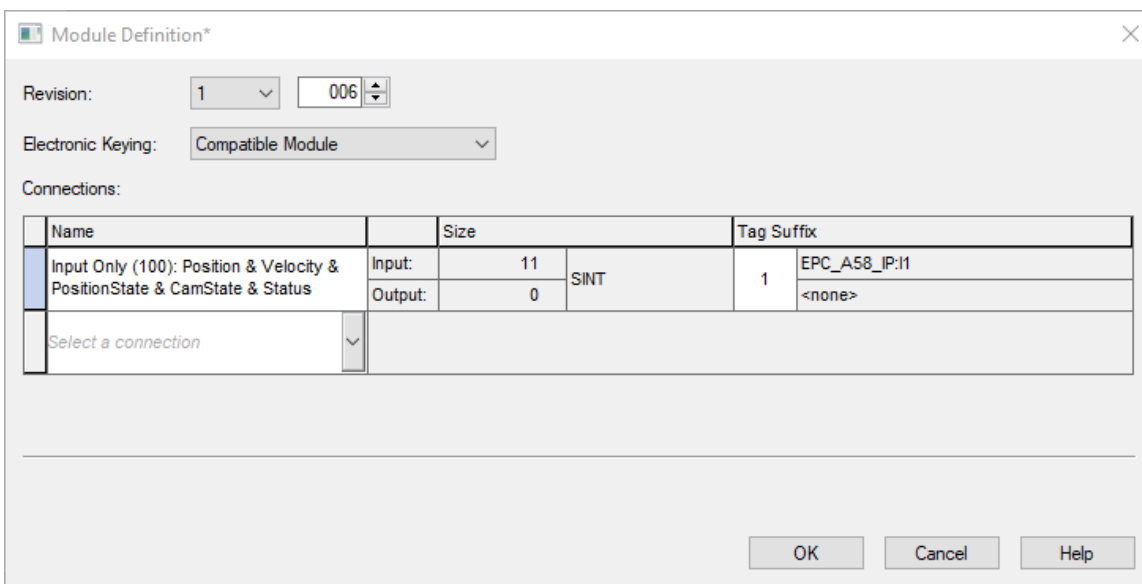 Module Definition*
Revision: 1 006
Electronic Keying: Compatible Module
Connections:
Name Size Tag Suffix
Input Only (100): Position & Velocity &
PositionState & CamState & Status
Input: 11 SINT 1 EPC_A58_IP:I1
Output: 0 <none>
Select a connection
OK Cancel Help